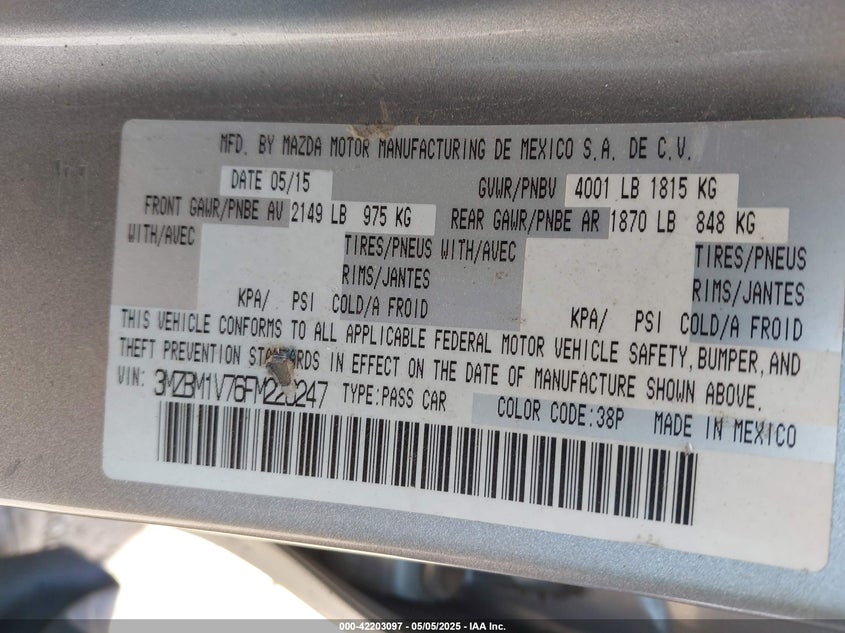 MFD. BY MAZDA MOTOR MANUFACTURING DE MEXICO S.A. DE C.V.
DATE 05/15 GVWR/PNBV 4001 LB 1815 KG
FRONT GAWR/PNBE AV 2149 LB 975 KG REAR GAWR/PNBE AR 1870 LB 848 KG
WITH/AVEC TIRES/PNEUS WITH/AVEC TIRES/PNEUS
RIMS/JANTES RIMS/JANTES
KPA/ PSI COLD/A FROID KPA/ PSI COLD/A FROID
THIS VEHICLE CONFORMS TO ALL APPLICABLE FEDERAL MOTOR VEHICLE SAFETY, BUMPER, AND
THEFT PREVENTION STANDARDS IN EFFECT ON THE DATE OF MANUFACTURE SHOWN ABOVE.
VIN: TYPE: PASS CAR COLOR CODE: 38P MADE IN MEXICO
000-42203097 - 05/05/2025 - IAA Inc.